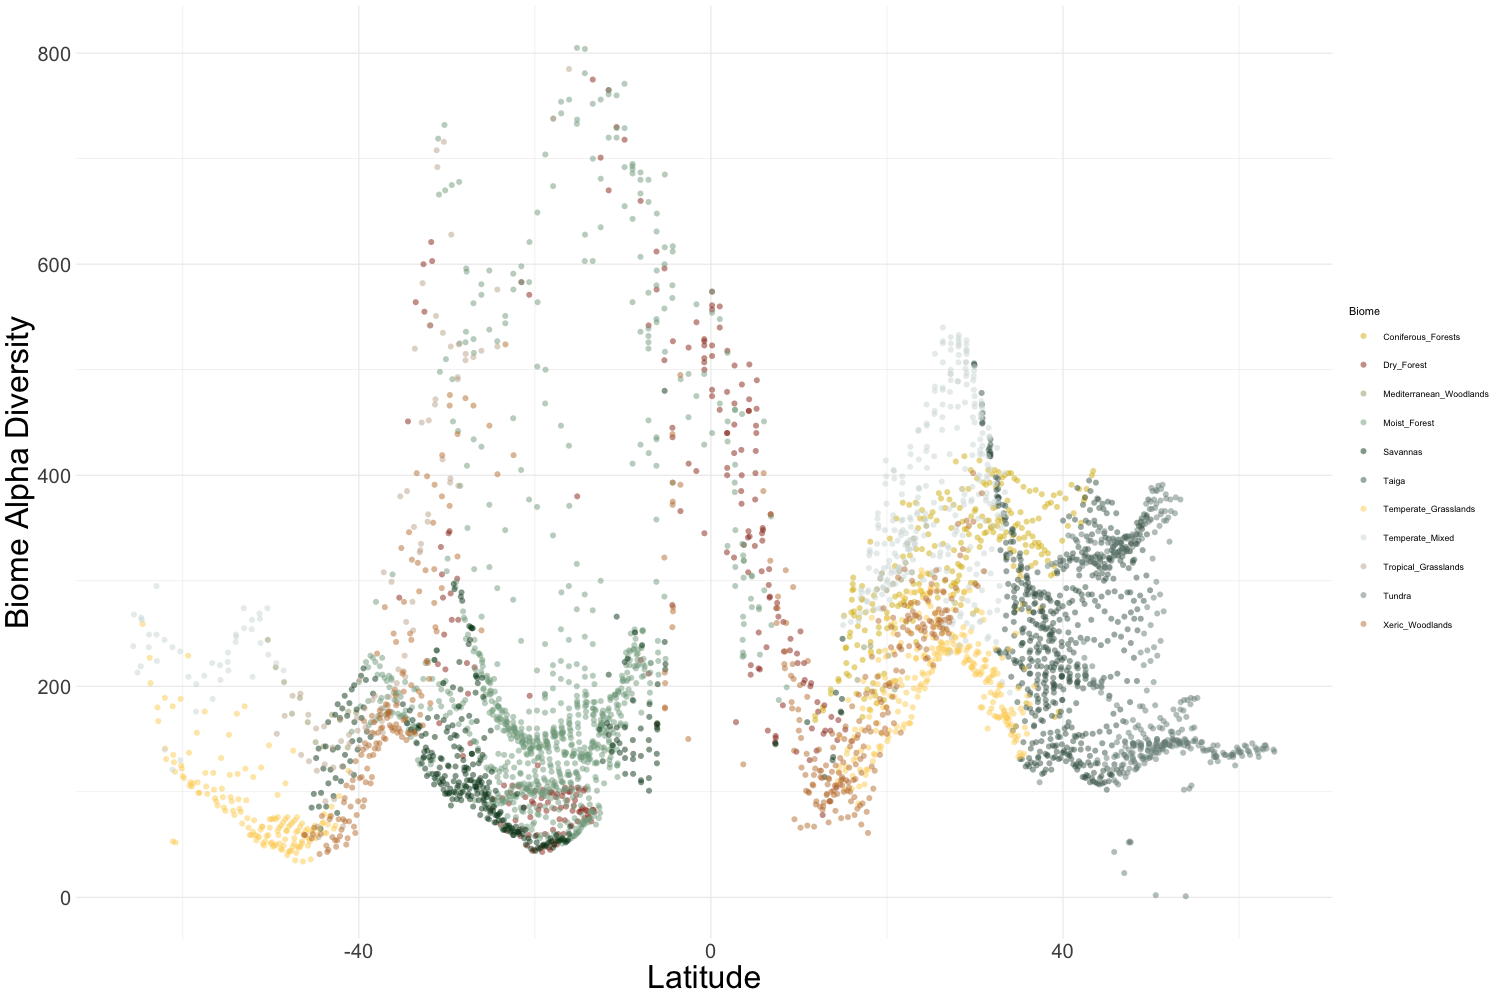 Biome Alpha Diversity
800
600
400
200
0
-40
0
40
Latitude
Biome
Coniferous_Forests
Dry_Forest
Mediterranean_Woodlands
Moist_Forest
Savannas
Taiga
Temperate_Grasslands
Temperate_Mixed
Tropical_Grasslands
Tundra
Xeric_Woodlands